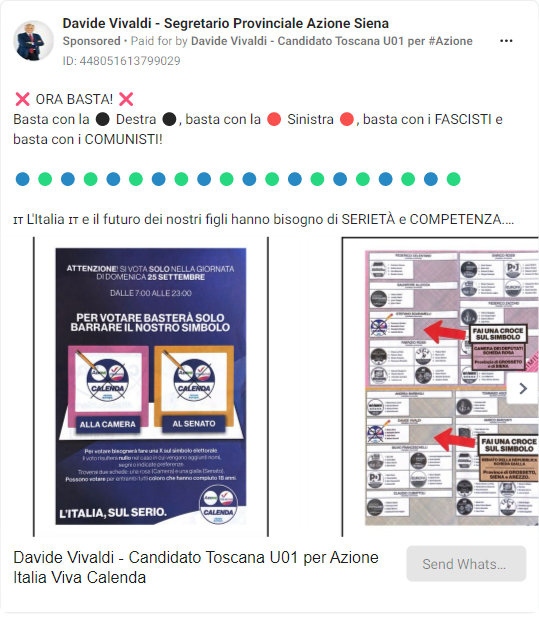 Davide Vivaldi - Segretario Provinciale Azione Siena
Sponsored • Paid for by Davide Vivaldi - Candidato Toscana U01 per #Azione
ID: 448051613799029
❌ ORA BASTA! ❌
Basta con la ⚫ Destra ⚫, basta con la 🔴 Sinistra 🔴, basta con i FASCISTI e
basta con i COMUNISTI!
IT L'Italia IT e il futuro dei nostri figli hanno bisogno di SERIETÀ e COMPETENZA....
ATTENZIONE! SI VOTA SOLO NELLA GIORNATA
DI DOMENICA 25 SETTEMBRE
DALLE 7.00 ALLE 23:00
PER VOTARE BASTERÀ SOLO
BARRARE IL NOSTRO SIMBOLO
CALENDA
CALENDA
ALLA CAMERA
AL SENATO
Per votare bisognerà fare una X sul simbolo elettorale
Il voto risulterà nullo nel caso in cui vengano aggiunti nomi,
segni o indicate preferenze.
Troverai due schede: una rosa (Camera) e una gialla (Senato).
Possono votare per entrambi tutti coloro che hanno compiuto 18 anni
L'ITALIA, SUL SERIO.
CALENDA
FAI UNA CROCE
SUL SIMBOLO
CAMERA DEI DEPUTATI
SCHEDA ROSA
Province di GROSSETO
e di SIENA
DAVIDE VIVALDI
FAI UNA CROCE
SUL SIMBOLO
SENATO DELLA REPUBBLICA
SCHEDA GIALLA
Province di GROSSETO,
SIENA e AREZZO.
Davide Vivaldi - Candidato Toscana U01 per Azione
Italia Viva Calenda
Send Whats...